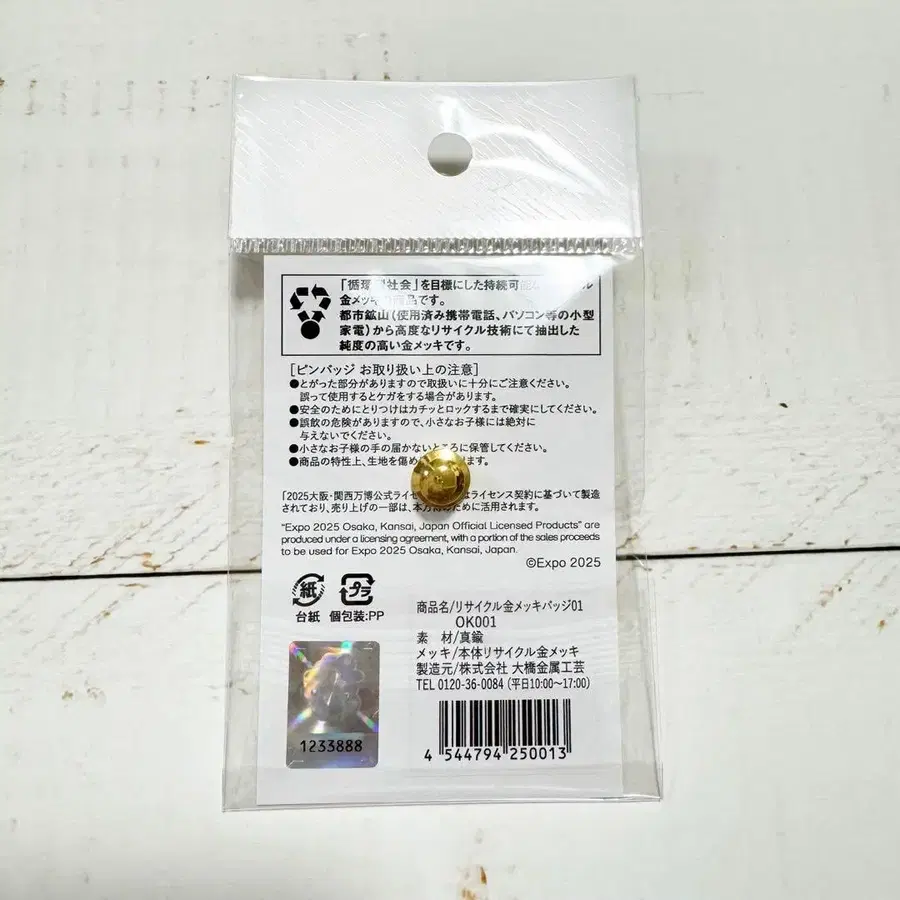 「循環 社会」を目標にした持続可能 ル
金メッキ 商品です。
都市鉱山(使用済み携帯電話、パソコン等の小型
家電)から高度なリサイクル技術にて抽出した
純度の高い金メッキです。
[ピンバッジ お取り扱い上の注意]
●とがった部分がありますので取扱いに十分にご注意ください。
誤って使用するとケガをする場合があります。
●安全のためにとりつけはカチッとロックするまで確実にしてください。
●誤飲の危険がありますので、小さなお子様には絶対に
与えないでください。
●小さなお子様の手の届かないところに保管してください。
●商品の特性上、生地を傷め ます。
「2025大阪・関西万博公式ライセ はライセンス契約に基づいて製造
されており、売り上げの一部は、本万博のために活用されます。
"Expo 2025 Osaka, Kansai, Japan Official Licensed Products" are
produced under a licensing agreement, with a portion of the sales proceeds
to be used for Expo 2025 Osaka, Kansai, Japan.
©Expo 2025
紙 プラ
台紙 個包装:PP
商品名/リサイクル金メッキバッジ01
OK001
素 材/真鍮
メッキ/本体リサイクル金メッキ
製造元/株式会社 大橋金属工芸
TEL 0120-36-0084 (平日10:00〜17:00)
1233888
4 544794 250013